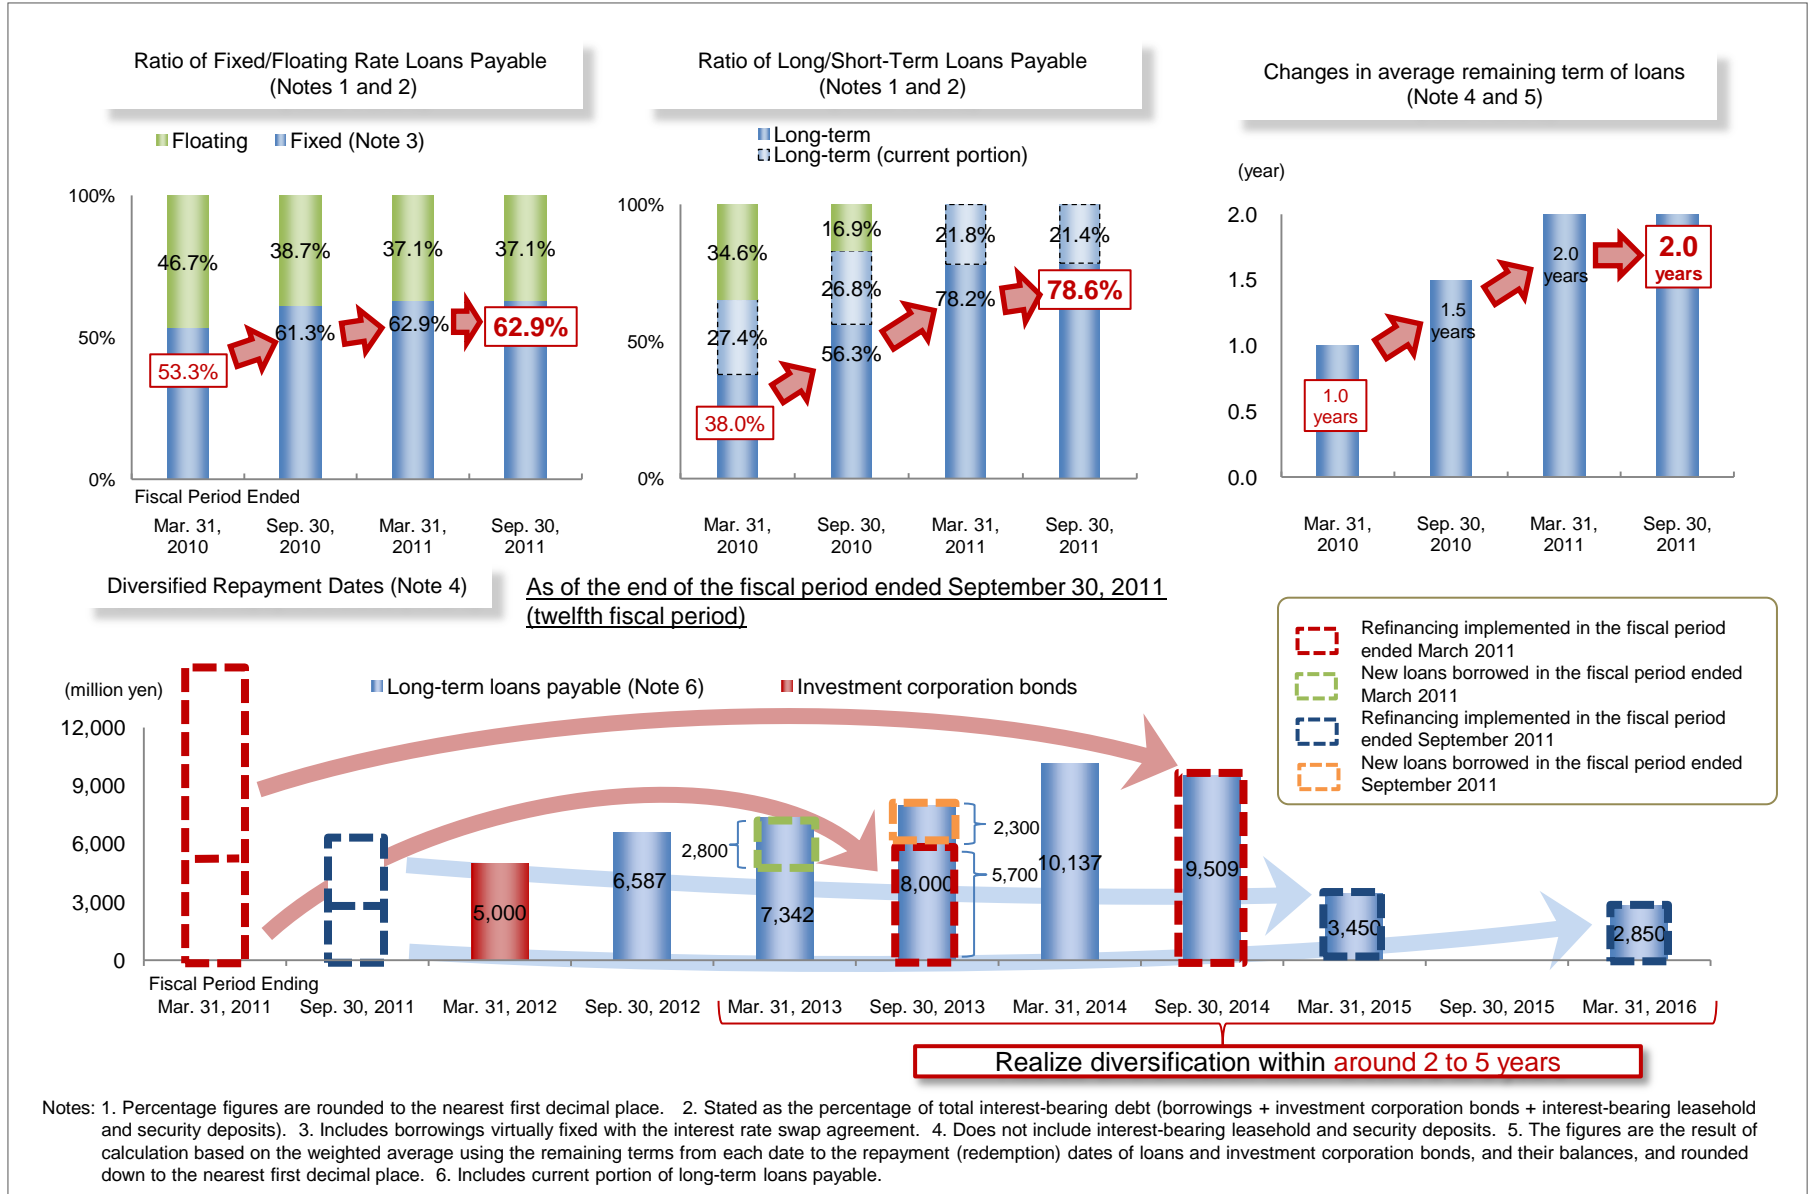 Ratio of Fixed/Floating Rate Loans Payable
(Notes 1 and 2)
Floating
Fixed (Note 3)
100%
50%
0%
46.7%
38.7%
37.1%
37.1%
53.3%
61.3%
62.9%
62.9%
Fiscal Period Ended
Mar. 31,
2010
Sep. 30,
2010
Mar. 31,
2011
Sep. 30,
2011
Ratio of Long/Short-Term Loans Payable
(Notes 1 and 2)
Long-term
Long-term (current portion)
100%
50%
0%
34.6%
16.9%
21.8%
21.4%
27.4%
26.8%
78.2%
78.6%
38.0%
56.3%
Mar. 31,
2010
Sep. 30,
2010
Mar. 31,
2011
Sep. 30,
2011
Changes in average remaining term of loans
(Note 4 and 5)
(year)
2.0
1.5
1.0
0.5
0.0
1.0
years
1.5
years
2.0
years
2.0
years
Mar. 31,
2010
Sep. 30,
2010
Mar. 31,
2011
Sep. 30,
2011
Diversified Repayment Dates (Note 4)
As of the end of the fiscal period ended September 30, 2011
(twelfth fiscal period)
Refinancing implemented in the fiscal period
ended March 2011
New loans borrowed in the fiscal period ended
March 2011
Refinancing implemented in the fiscal period
ended September 2011
New loans borrowed in the fiscal period ended
September 2011
(million yen)
Long-term loans payable (Note 6)
Investment corporation bonds
12,000
9,000
6,000
3,000
0
5,000
6,587
2,800
7,342
8,000
2,300
5,700
10,137
9,509
3,450
2,850
Fiscal Period Ending
Mar. 31, 2011
Sep. 30, 2011
Mar. 31, 2012
Sep. 30, 2012
Mar. 31, 2013
Sep. 30, 2013
Mar. 31, 2014
Sep. 30, 2014
Mar. 31, 2015
Sep. 30, 2015
Mar. 31, 2016
Realize diversification within around 2 to 5 years
Notes: 1. Percentage figures are rounded to the nearest first decimal place. 2. Stated as the percentage of total interest-bearing debt (borrowings + investment corporation bonds + interest-bearing leasehold
and security deposits). 3. Includes borrowings virtually fixed with the interest rate swap agreement. 4. Does not include interest-bearing leasehold and security deposits. 5. The figures are the result of
calculation based on the weighted average using the remaining terms from each date to the repayment (redemption) dates of loans and investment corporation bonds, and their balances, and rounded
down to the nearest first decimal place. 6. Includes current portion of long-term loans payable.